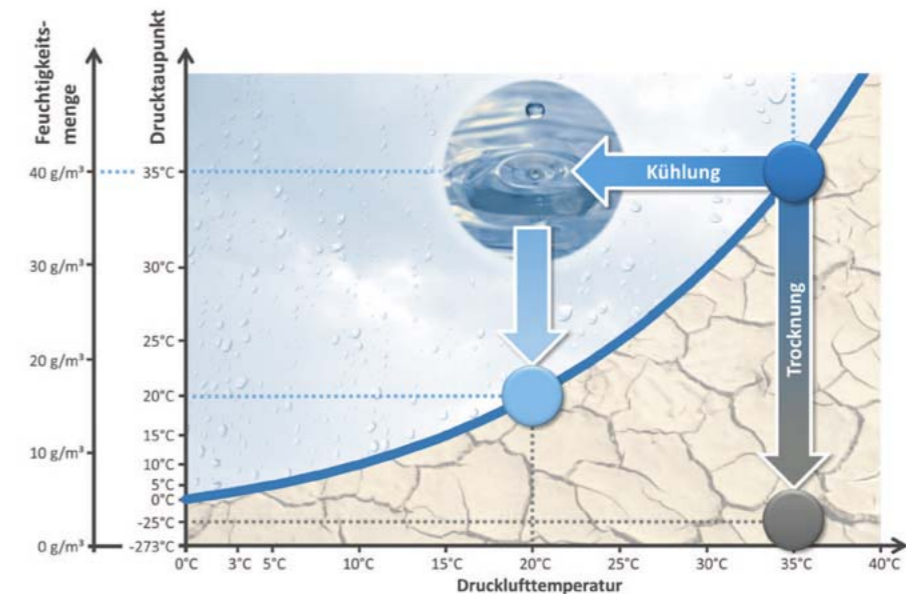 Feuchtigkeits-
menge
Drucktaupunkt
40 g/m³
30 g/m³
20 g/m³
10 g/m³
0 g/m³
35°C
30°C
25°C
20°C
15°C
10°C
5°C
0°C
-25°C
-273°C
Kühlung
Trocknung
0°C 3°C 5°C 10°C 15°C 20°C 25°C 30°C 35°C 40°C
Drucklufttemperatur